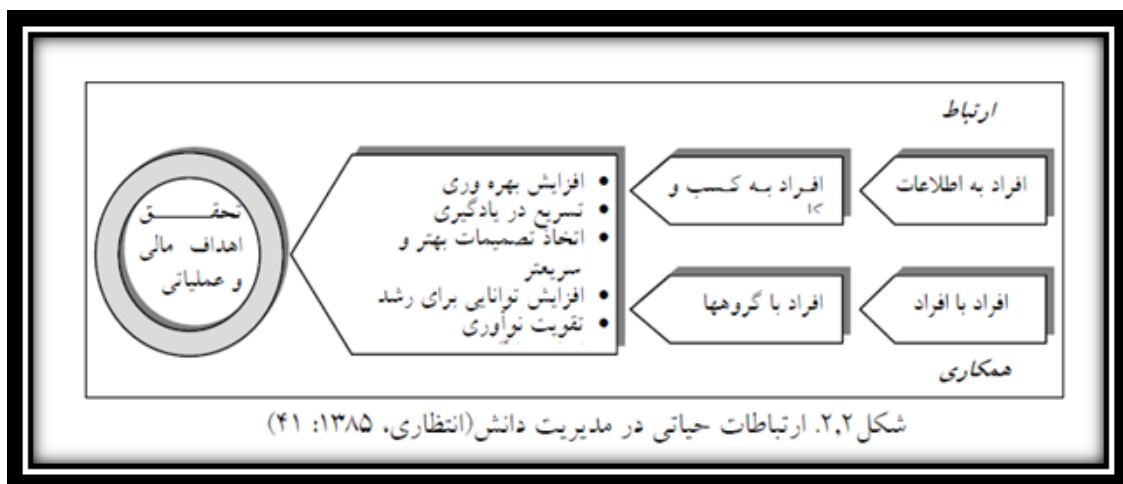 ارتباط
افراد به اطلاعات
افراد به کسب و
افراد با افراد
افراد با گروهها
همکاری
• افزایش بهره وری
• تسریع در یادگیری
• اتخاذ تصمیمات بهتر و
سریعتر
• افزایش توانایی برای رشد
• تقویت نوآوری
تحقق
اهداف مالی
و عملیاتی
شکل۲٫۲. ارتباطات حیاتی در مدیریت دانش(انتظاری، ۱۳۸۵: ۴۱)